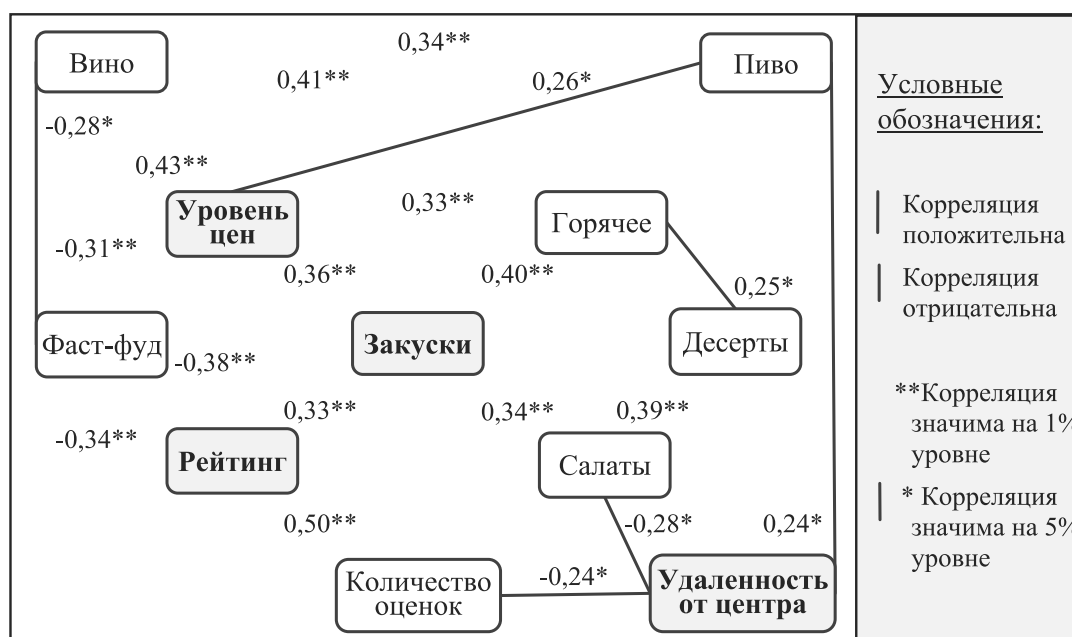 Вино
0,34**
Пиво
0,41**
0,26*
-0,28*
0,43**
Уровень
цен
0,33**
Горячее
-0,31**
0,36**
0,40**
0,25*
Фаст-фуд
-0,38**
Закуски
Десерты
0,33**
0,34**
0,39**
-0,34**
Рейтинг
Салаты
0,50**
-0,28*
0,24*
Количество
оценок
-0,24*
Удаленность
от центра
Условные
обозначения:
Корреляция
положительна
Корреляция
отрицательна
**Корреляция
значима на 1%
уровне
* Корреляция
значима на 5%
уровне